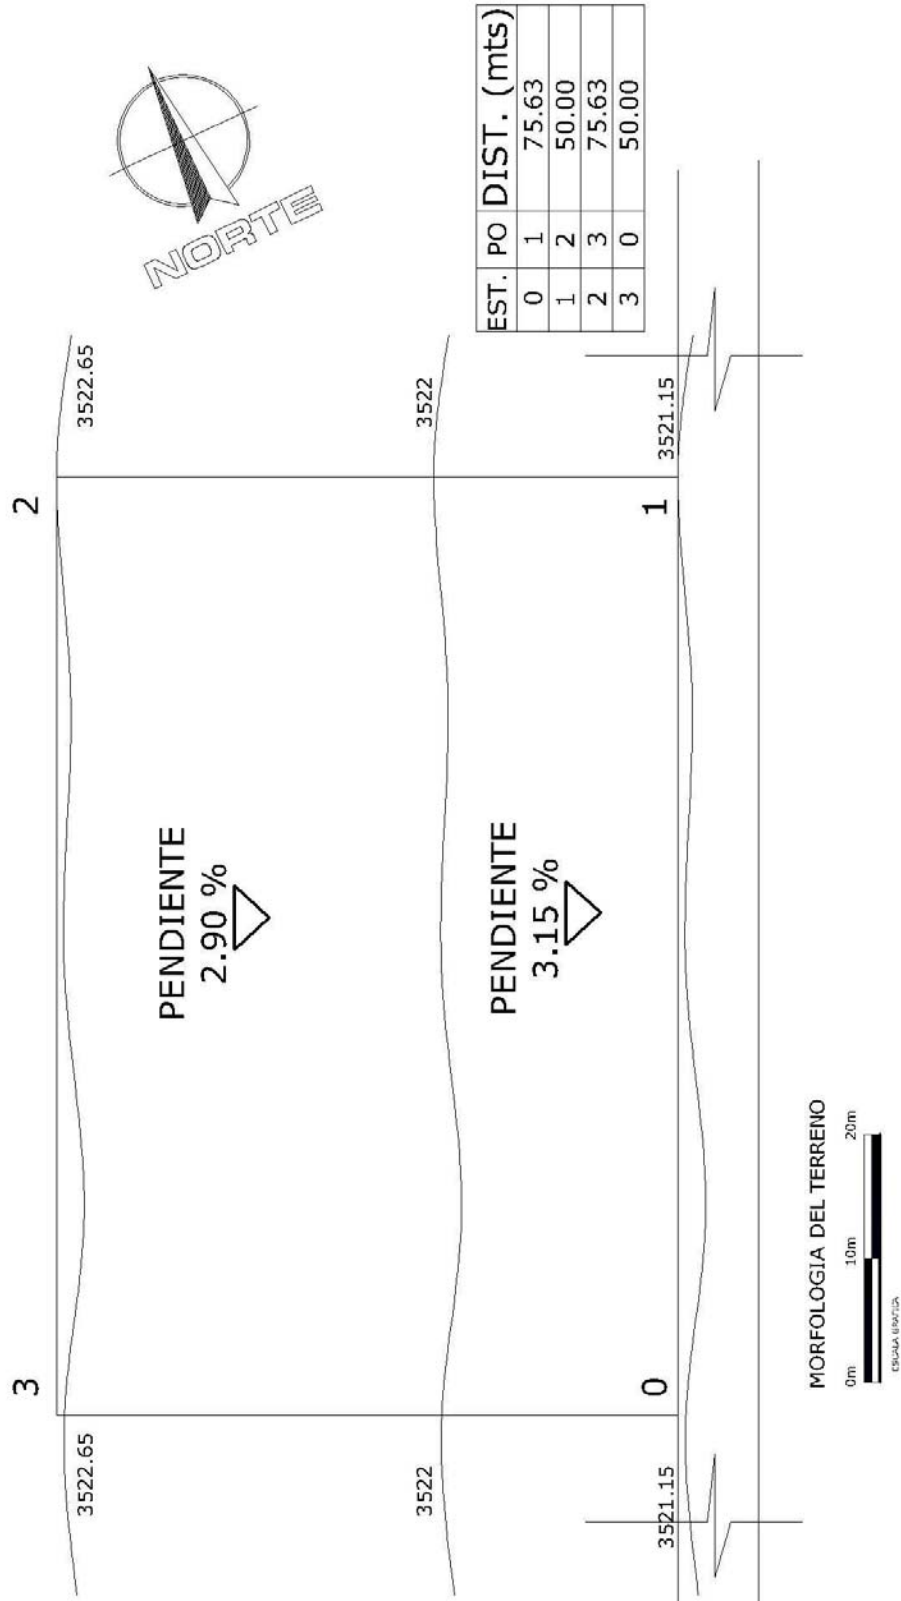 NORTE
EST. PO DIST. (mts)
0 1 75.63
1 2 50.00
2 3 75.63
3 0 50.00
3 2
3522.65 3522.65
PENDIENTE
2.90 %
3522 3522
PENDIENTE
3.15 %
0 1
3521.15 3521.15
MORFOLOGIA DEL TERRENO
0m 10m 20m
ESCALA GRAFICA